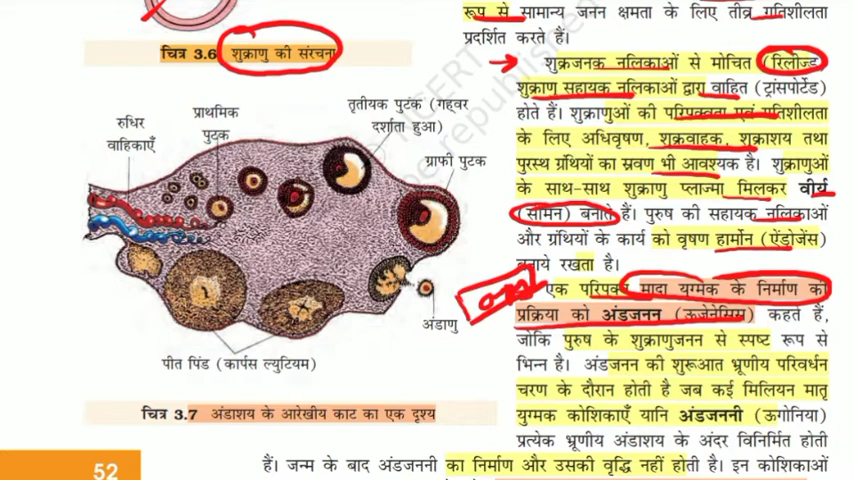 चित्र 3.6 शुक्राणु की संरचना
रुधिर
वाहिकाएँ
प्राथमिक
पुटक
तृतीयक पुटक (गह्वर
दर्शाता हुआ)
ग्राफी पुटक
अंडाणु
पीत पिंड (कार्पस ल्युटियम)
चित्र 3.7 अंडाशय के आरेखीय काट का एक दृश्य
रूप से सामान्य जनन क्षमता के लिए तीव्र गतिशीलता
प्रदर्शित करते हैं।
शुक्रजनक नलिकाओं से मोचित (रिलीज्ड)
शुक्राणु सहायक नलिकाओं द्वारा वाहित (ट्रांसपोर्टेड)
होते हैं। शुक्राणुओं की परिपक्वता एवं गतिशीलता
के लिए अधिवृषण, शुक्रवाहक, शुक्राशय तथा
पुरस्थ ग्रंथियों का स्रवण भी आवश्यक है। शुक्राणुओं
के साथ-साथ शुक्राणु प्लाज्मा मिलकर वीर्य
(सीमन) बनाते हैं। पुरुष की सहायक नलिकाओं
और ग्रंथियों के कार्य को वृषण हार्मोन (ऐंड्रोजेंस)
बनाये रखता है।
एक परिपक्व मादा युग्मक के निर्माण की
प्रक्रिया को अंडजनन (ऊजेनेसिस) कहते हैं,
जोकि पुरुष के शुक्राणुजनन से स्पष्ट रूप से
भिन्न है। अंडजनन की शुरूआत भ्रूणीय परिवर्धन
चरण के दौरान होती है जब कई मिलियन मातृ
युग्मक कोशिकाएँ यानि अंडजननी (ऊगोनिया)
प्रत्येक भ्रूणीय अंडाशय के अंदर विनिर्मित होती
हैं। जन्म के बाद अंडजननी का निर्माण और उसकी वृद्धि नहीं होती है। इन कोशिकाओं
52